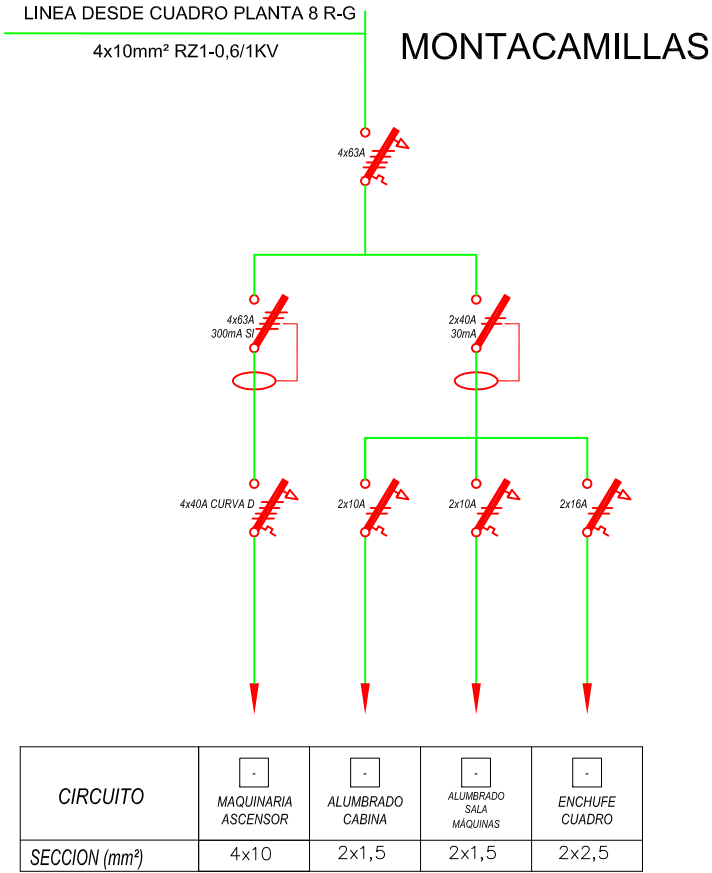 LINEA DESDE CUADRO PLANTA 8 R-G
4x10mm² RZ1-0,6/1KV
MONTACAMILLAS
4x63A
4x63A
300mA SI
2x40A
30mA
4x40A CURVA D
2x10A
2x10A
2x16A
CIRCUITO
-
MAQUINARIA
ASCENSOR
-
ALUMBRADO
CABINA
-
ALUMBRADO
SALA
MÁQUINAS
-
ENCHUFE
CUADRO
SECCION (mm²)
4x10
2x1,5
2x1,5
2x2,5